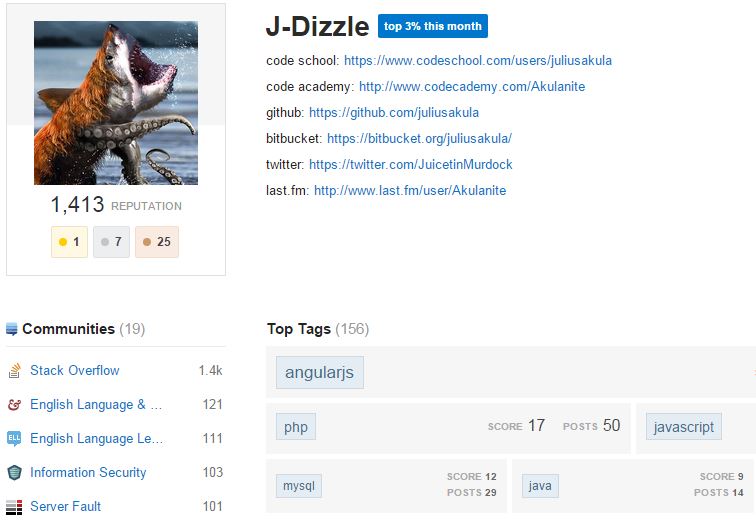 J-Dizzle top 3% this month
code school: https://www.codeschool.com/users/juliusakula
code academy: http://www.codecademy.com/Akulanite
github: https://github.com/juliusakula
bitbucket: https://bitbucket.org/juliusakula/
twitter: https://twitter.com/JuicetinMurdock
last.fm: http://www.last.fm/user/Akulanite
1,413 REPUTATION
1 7 25
Communities (19)
Stack Overflow 1.4k
English Language & ... 121
ELL English Language Le... 111
Information Security 103
Server Fault 101
Top Tags (156)
angularjs
php SCORE 17 POSTS 50
javascript
mysql SCORE 12
POSTS 29
java SCORE 9
POSTS 14